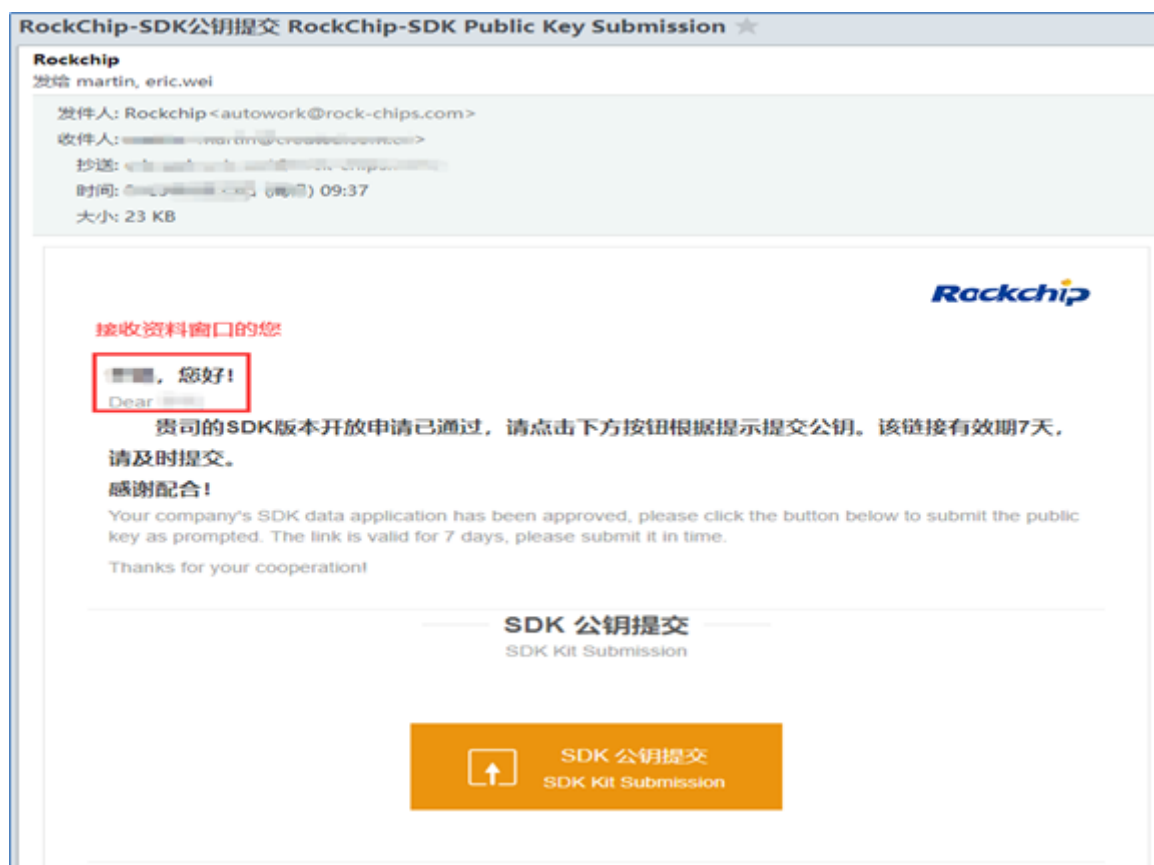 RockChip-SDK公钥提交 RockChip-SDK Public Key Submission
Rockchip
发给 martin, eric.wei
发件人: Rockchip<autowork@rock-chips.com>
收件人:
抄送:
时间: 09:37
大小: 23 KB
Rockchip
接收资料窗口的您
，您好!
Dear
贵司的SDK版本开放申请已通过，请点击下方按钮根据提示提交公钥。该链接有效期7天，
请及时提交。
感谢配合!
Your company's SDK data application has been approved, please click the button below to submit the public
key as prompted. The link is valid for 7 days, please submit it in time.
Thanks for your cooperation!
SDK 公钥提交
SDK Kit Submission
SDK 公钥提交
SDK Kit Submission